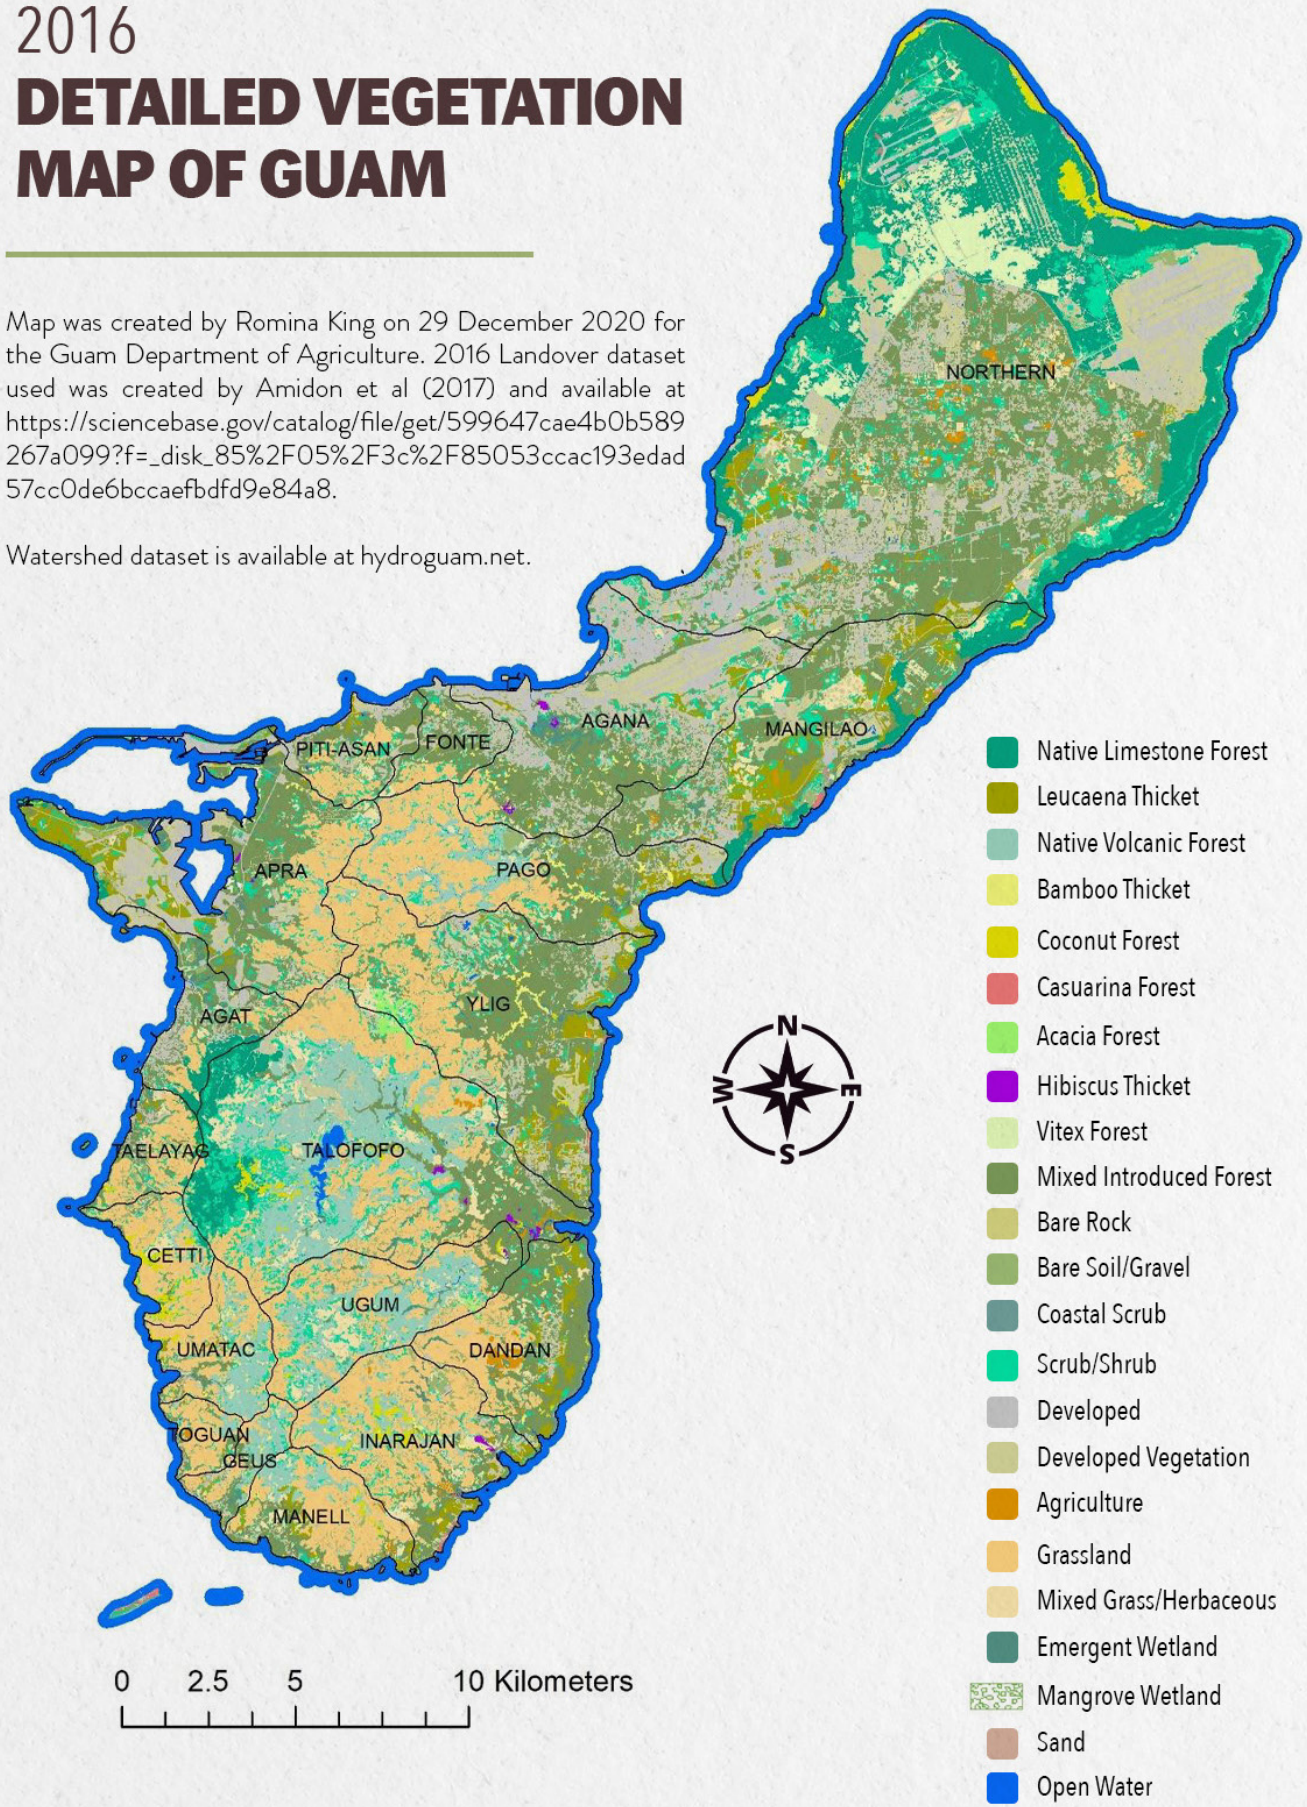 2016
DETAILED VEGETATION
MAP OF GUAM
Map was created by Romina King on 29 December 2020 for
the Guam Department of Agriculture. 2016 Landover dataset
used was created by Amidon et al (2017) and available at
https://sciencebase.gov/catalog/file/get/599647cae4b0b589
267a099?f=_disk_85%2F05%2F3c%2F85053ccac193edad
57cc0de6bccaefbdfd9e84a8.
Watershed dataset is available at hydroguam.net.
NORTHERN
AGANA
MANGILAO
PITI-ASAN
FONTE
APRA
PAGO
YLIG
AGAT
TAELAYAG
TALOFOFO
CETTI
UGUM
UMATAC
DANDAN
TOGUAN
INARAJAN
GEUS
MANELL
N
W
E
S
Native Limestone Forest
Leucaena Thicket
Native Volcanic Forest
Bamboo Thicket
Coconut Forest
Casuarina Forest
Acacia Forest
Hibiscus Thicket
Vitex Forest
Mixed Introduced Forest
Bare Rock
Bare Soil/Gravel
Coastal Scrub
Scrub/Shrub
Developed
Developed Vegetation
Agriculture
Grassland
Mixed Grass/Herbaceous
Emergent Wetland
Mangrove Wetland
Sand
Open Water
0 2.5 5 10 Kilometers